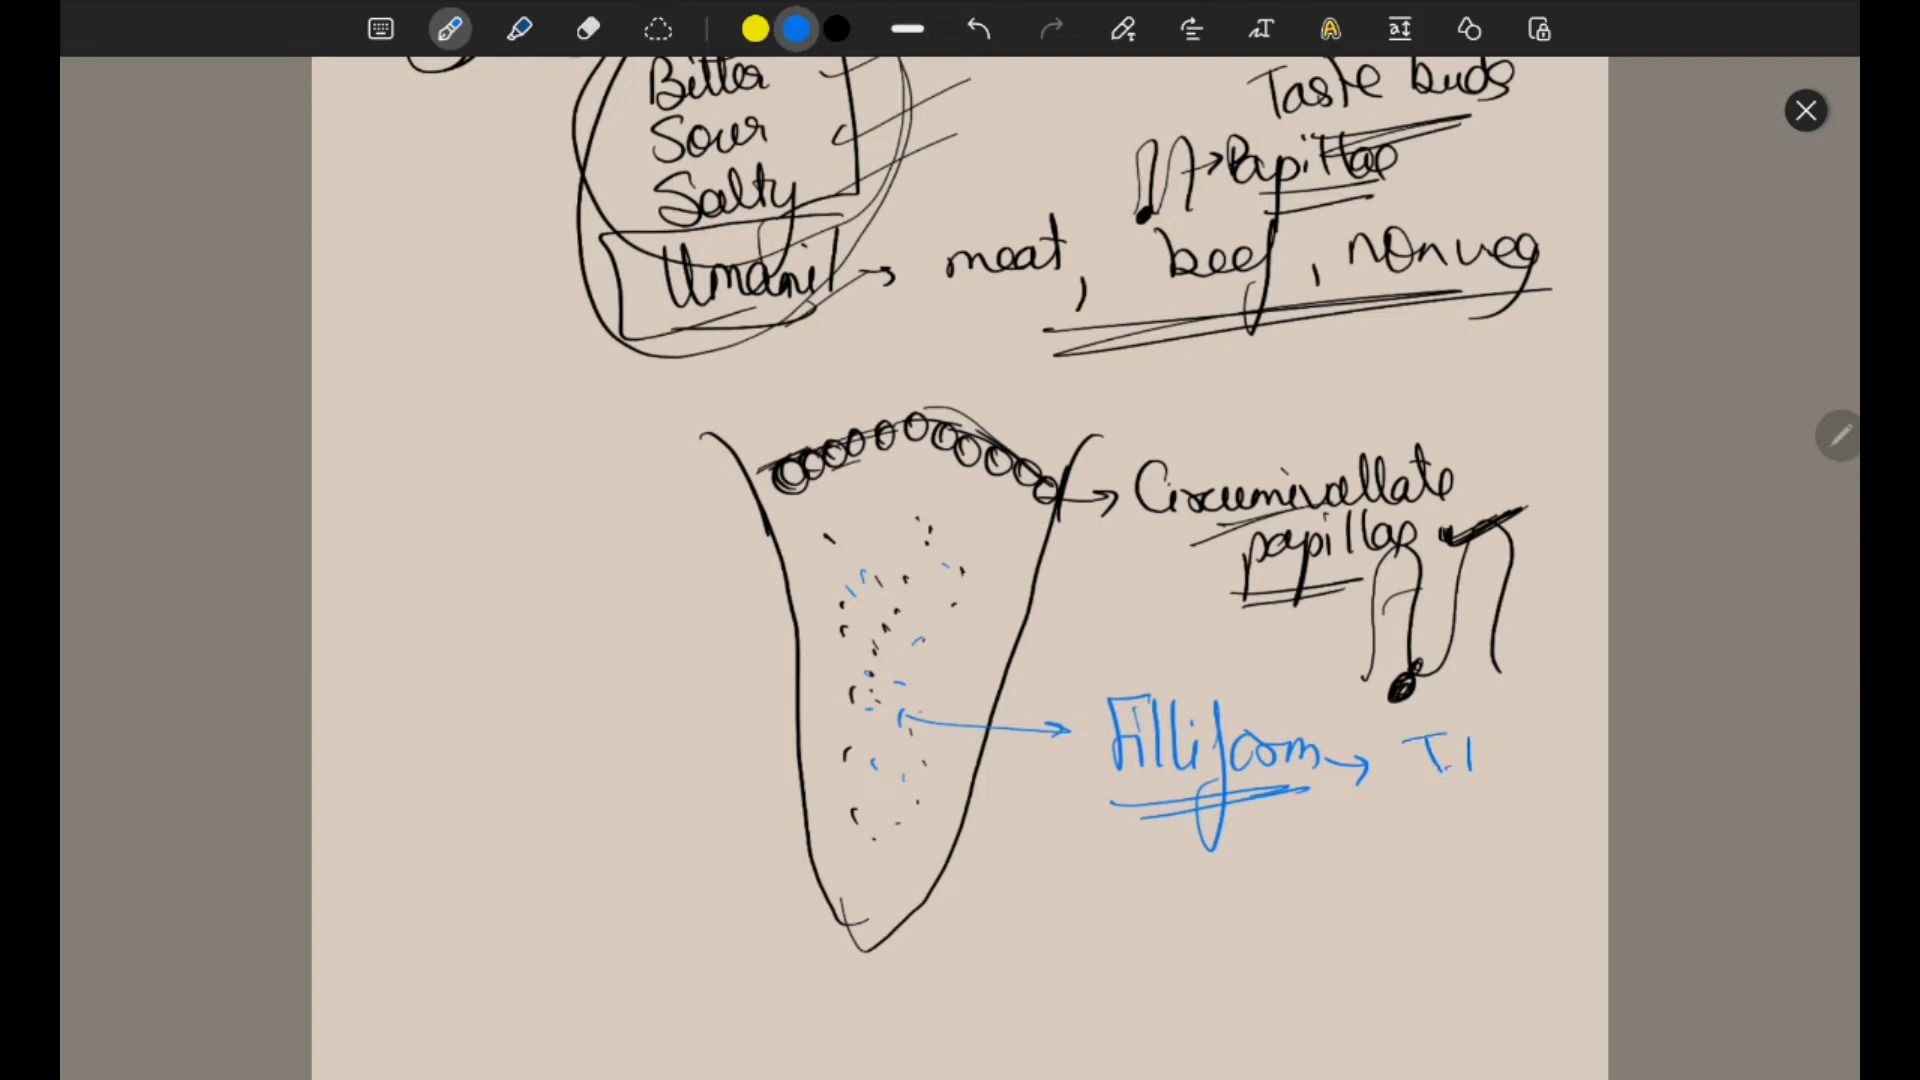 Bitter
Sour
Salty
Umami
Taste buds
Papillae
meat, beef, nonveg
Circumvallate
papillae
Filliform → T.